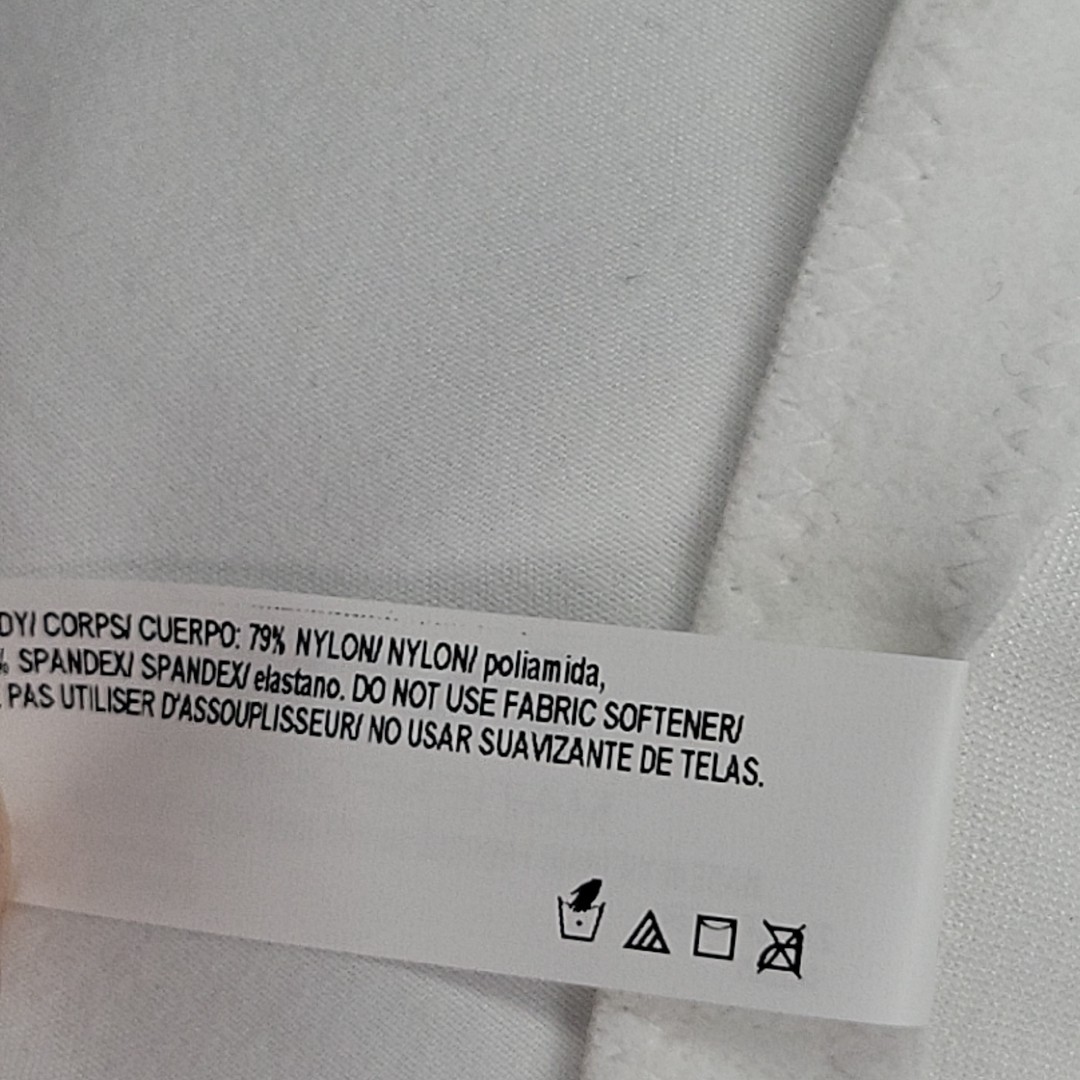 DY/ CORPS/ CUERPO: 79% NYLON/ NYLON/ poliamida,
% SPANDEX/ SPANDEX/ elastano. DO NOT USE FABRIC SOFTENER/
PAS UTILISER D'ASSOUPLISSEUR/ NO USAR SUAVIZANTE DE TELAS.